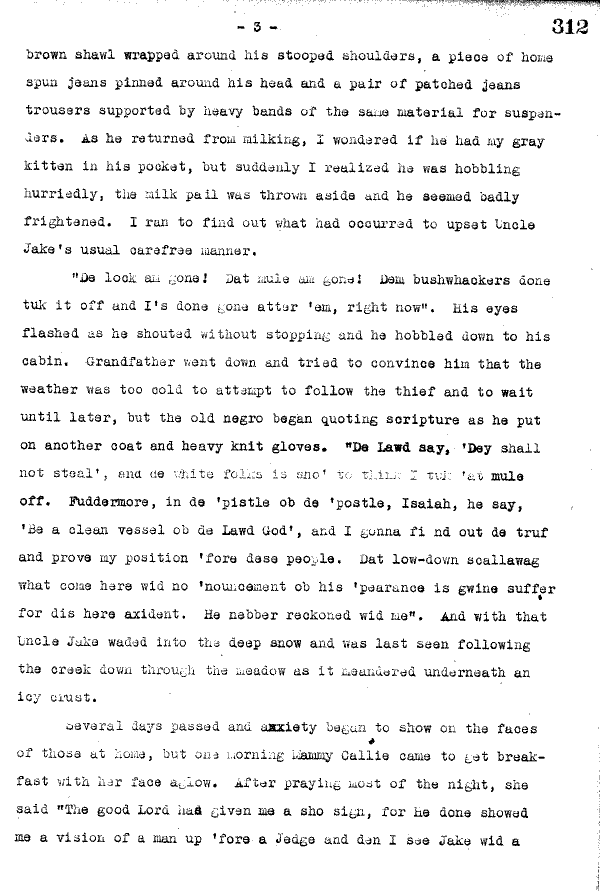 - 3 -
312
brown shawl wrapped around his stooped shoulders, a piece of home
spun jeans pinned around his head and a pair of patched jeans
trousers supported by heavy bands of the same material for suspen-
ders. As he returned from milking, I wondered if he had my gray
kitten in his pocket, but suddenly I realized he was hobbling
hurriedly, the milk pail was thrown aside and he seemed badly
frightened. I ran to find out what had occurred to upset Uncle
Jake's usual carefree manner.
"De lock am gone! Dat mule am gone! Dem bushwhackers done
tuk it off and I's done gone atter 'em, right now". His eyes
flashed as he shouted without stopping and he hobbled down to his
cabin. Grandfather went down and tried to convince him that the
weather was too cold to attempt to follow the thief and to wait
until later, but the old negro began quoting scripture as he put
on another coat and heavy knit gloves. "De Lawd say, 'Dey shall
not steal', and de white folks is sho' to think I tuk 'at mule
off. Fuddermore, in de 'pistle ob de 'postle, Isaiah, he say,
'Be a clean vessel ob de Lawd God', and I gonna fi nd out de truf
and prove my position 'fore dese people. Dat low-down scallawag
what come here wid no 'nouncement ob his 'pearance is gwine suffer
for dis here axident. He nebber reckoned wid me". And with that
Uncle Jake waded into the deep snow and was last seen following
the creek down through the meadow as it meandered underneath an
icy crust.
Several days passed and anxiety began to show on the faces
of those at home, but one morning Mammy Callie came to get break-
fast with her face aglow. After praying most of the night, she
said "The good Lord had given me a sho sign, for He done showed
me a vision of a man up 'fore a Jedge and den I see Jake wid a